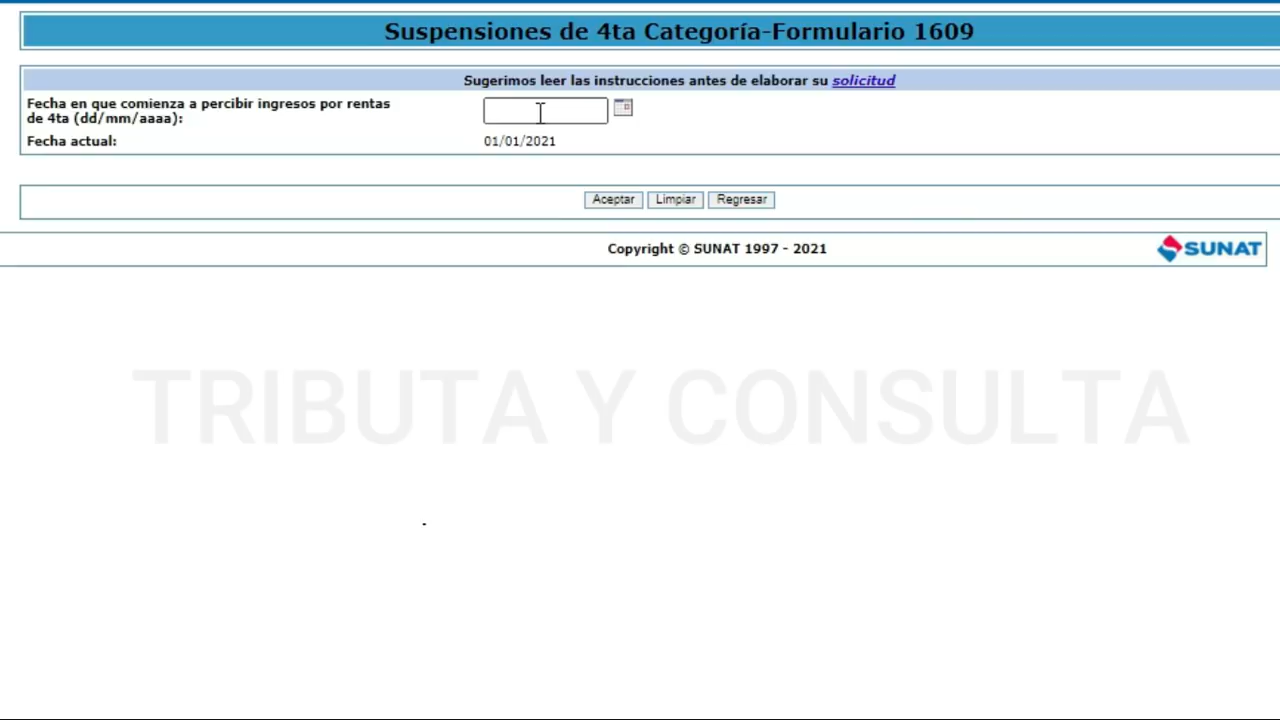 Suspensiones de 4ta Categoría-Formulario 1609
Sugerimos leer las instrucciones antes de elaborar su solicitud
Fecha en que comienza a percibir ingresos por rentas
de 4ta (dd/mm/aaaa):
Fecha actual: 01/01/2021
Aceptar Limpiar Regresar
Copyright © SUNAT 1997 - 2021
SUNAT
TRIBUTA Y CONSULTA